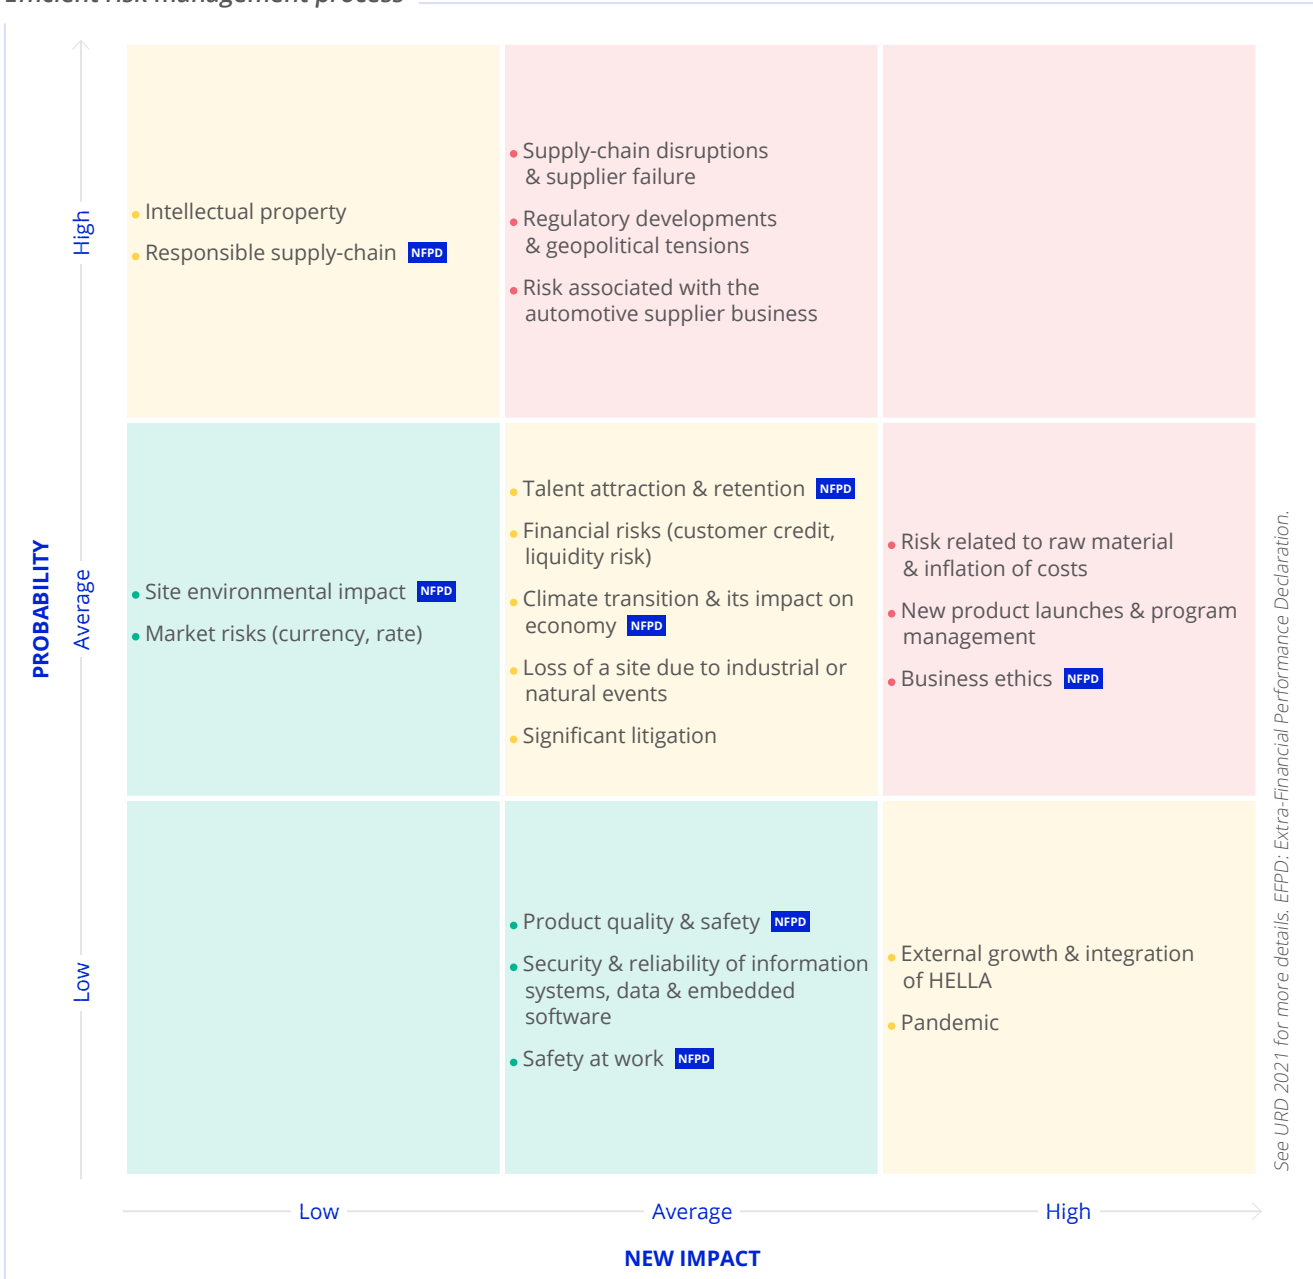 Efficient risk management process
High
Intellectual property
Responsible supply-chain NFPD
Supply-chain disruptions
& supplier failure
Regulatory developments
& geopolitical tensions
Risk associated with the
automotive supplier business
PROBABILITY
Average
Site environmental impact NFPD
Market risks (currency, rate)
Talent attraction & retention NFPD
Financial risks (customer credit,
liquidity risk)
Climate transition & its impact on
economy NFPD
Loss of a site due to industrial or
natural events
Significant litigation
Risk related to raw material
& inflation of costs
New product launches & program
management
Business ethics NFPD
Low
Product quality & safety NFPD
Security & reliability of information
systems, data & embedded
software
Safety at work NFPD
External growth & integration
of HELLA
Pandemic
Low
Average
High
NEW IMPACT
See URD 2021 for more details. EFPD: Extra-Financial Performance Declaration.